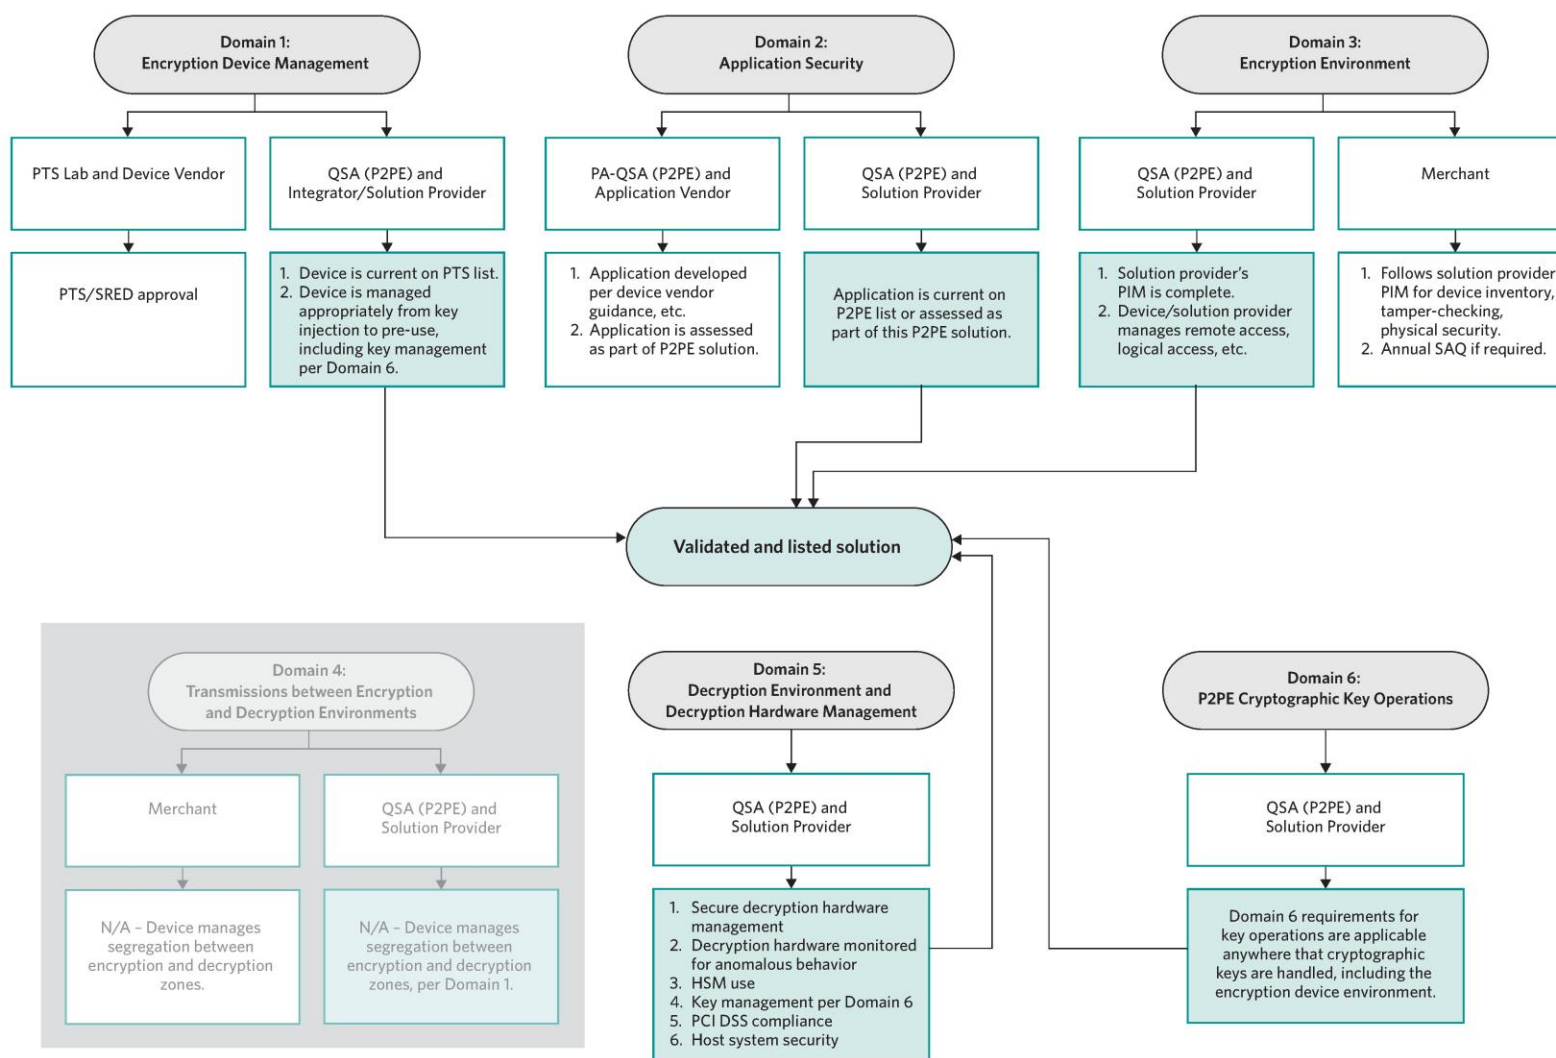 Domain 1:
Encryption Device Management
Domain 2:
Application Security
Domain 3:
Encryption Environment
PTS Lab and Device Vendor
QSA (P2PE) and
Integrator/Solution Provider
PA-QSA (P2PE) and
Application Vendor
QSA (P2PE) and
Solution Provider
QSA (P2PE) and
Solution Provider
Merchant
PTS/SRED approval
1. Device is current on PTS list.
2. Device is managed
appropriately from key
injection to pre-use,
including key management
per Domain 6.
1. Application developed
per device vendor
guidance, etc.
2. Application is assessed
as part of P2PE solution.
Application is current on
P2PE list or assessed as
part of this P2PE solution.
1. Solution provider's
PIM is complete.
2. Device/solution provider
manages remote access,
logical access, etc.
1. Follows solution provider
PIM for device inventory,
tamper-checking,
physical security.
2. Annual SAQ if required.
Validated and listed solution
Domain 4:
Transmissions between Encryption
and Decryption Environments
Merchant
QSA (P2PE) and
Solution Provider
N/A – Device manages
segregation between
encryption and decryption
zones.
N/A – Device manages
segregation between
encryption and decryption
zones, per Domain 1.
Domain 5:
Decryption Environment and
Decryption Hardware Management
QSA (P2PE) and
Solution Provider
1. Secure decryption hardware
management
2. Decryption hardware monitored
for anomalous behavior
3. HSM use
4. Key management per Domain 6
5. PCI DSS compliance
6. Host system security
Domain 6:
P2PE Cryptographic Key Operations
QSA (P2PE) and
Solution Provider
Domain 6 requirements for
key operations are applicable
anywhere that cryptographic
keys are handled, including the
encryption device environment.